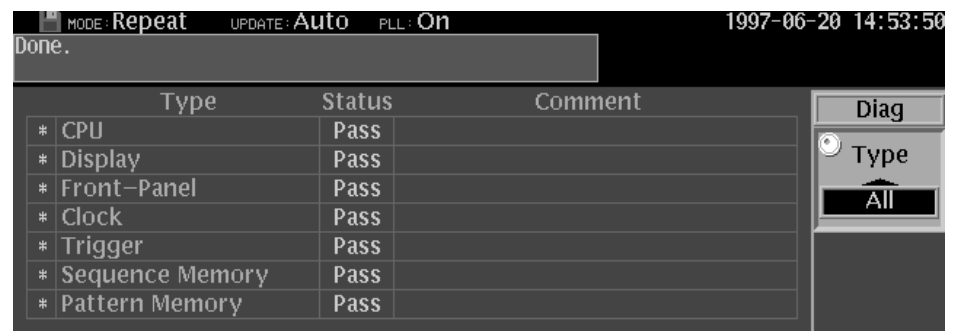 MODE: Repeat UPDATE: Auto PLL: On 1997-06-20 14:53:50
Done.
Type Status Comment
Diag
* CPU Pass
* Display Pass
Type
* Front-Panel Pass
All
* Clock Pass
* Trigger Pass
* Sequence Memory Pass
* Pattern Memory Pass